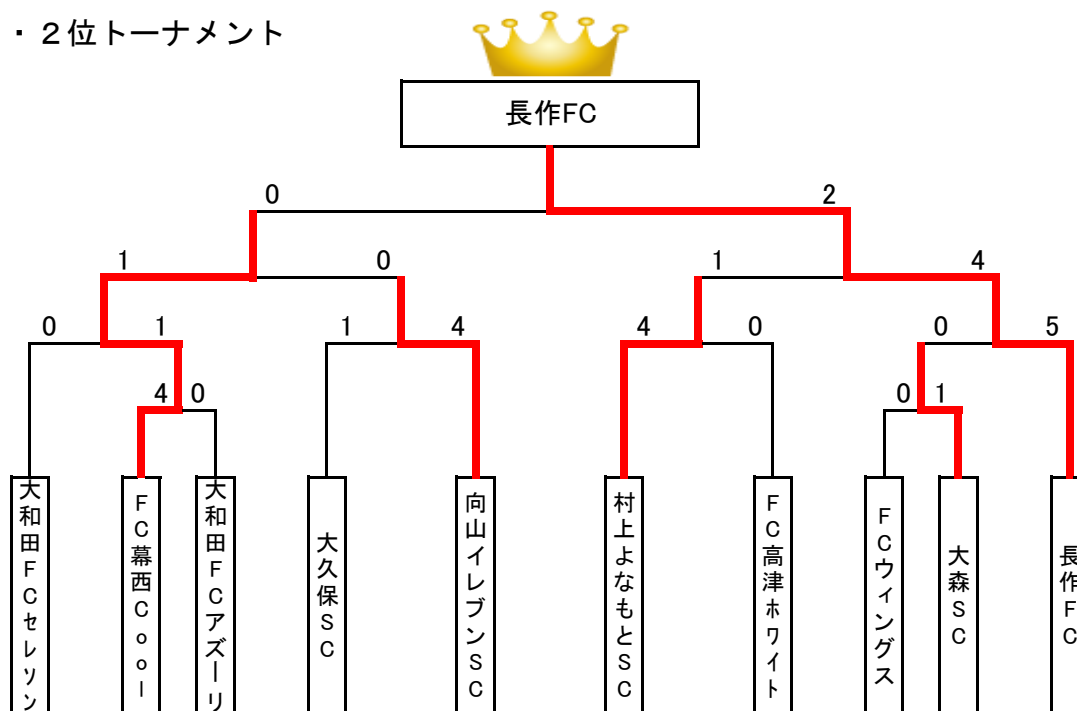 ・２位トーナメント
長作FC
0 2
1 0 1 4
0 1 1 4 4 0 0 5
4 0 0 1
大和田FCセレソン
FC幕西Cool
大和田FCアズーリ
大久保SC
向山イレブンSC
村上よなもとSC
FC高津ホワイト
FCウィングス
大森SC
長作FC